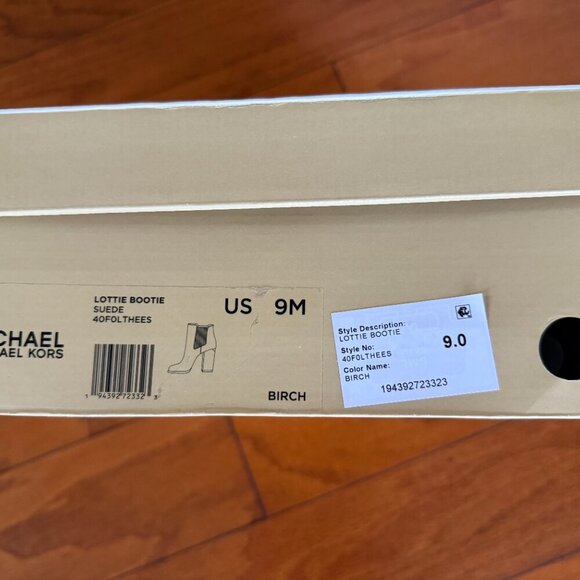 LOTTIE BOOTIE
SUEDE
40F0LTHEES
US 9M
CHAEL
AEL KORS
1 94392 72332 3
BIRCH
Style Description:
LOTTIE BOOTIE
Style No:
40F0LTHEES
9.0
Color Name:
BIRCH
194392723323